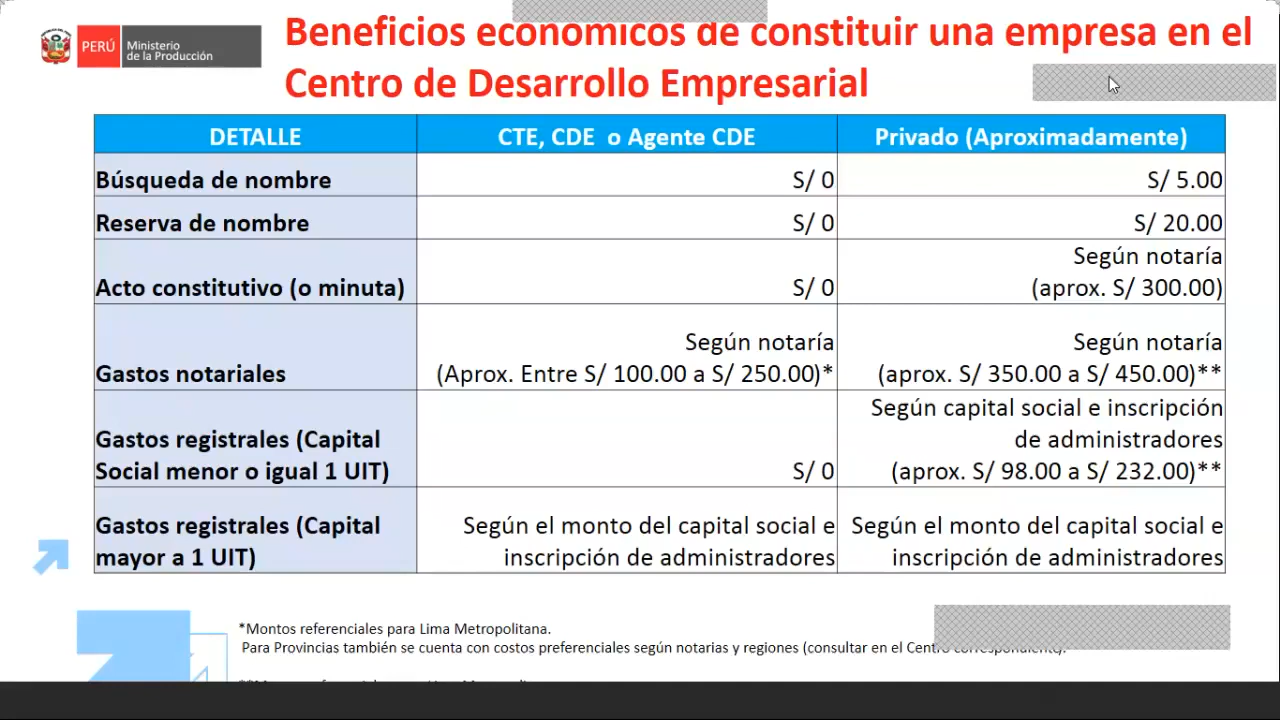 PERÚ
Ministerio
de la Producción
Beneficios económicos de constituir una empresa en el
Centro de Desarrollo Empresarial
DETALLE
CTE, CDE o Agente CDE
Privado (Aproximadamente)
Búsqueda de nombre
S/ 0
S/ 5.00
Reserva de nombre
S/ 0
S/ 20.00
Acto constitutivo (o minuta)
S/ 0
Según notaría
(aprox. S/ 300.00)
Gastos notariales
Según notaría
(Aprox. Entre S/ 100.00 a S/ 250.00)*
Según notaría
(aprox. S/ 350.00 a S/ 450.00)**
Gastos registrales (Capital
Social menor o igual 1 UIT)
S/ 0
Según capital social e inscripción
de administradores
(aprox. S/ 98.00 a S/ 232.00)**
Gastos registrales (Capital
mayor a 1 UIT)
Según el monto del capital social e
inscripción de administradores
Según el monto del capital social e
inscripción de administradores
*Montos referenciales para Lima Metropolitana.
Para Provincias también se cuenta con costos preferenciales según notarias y regiones (consultar en el Centro